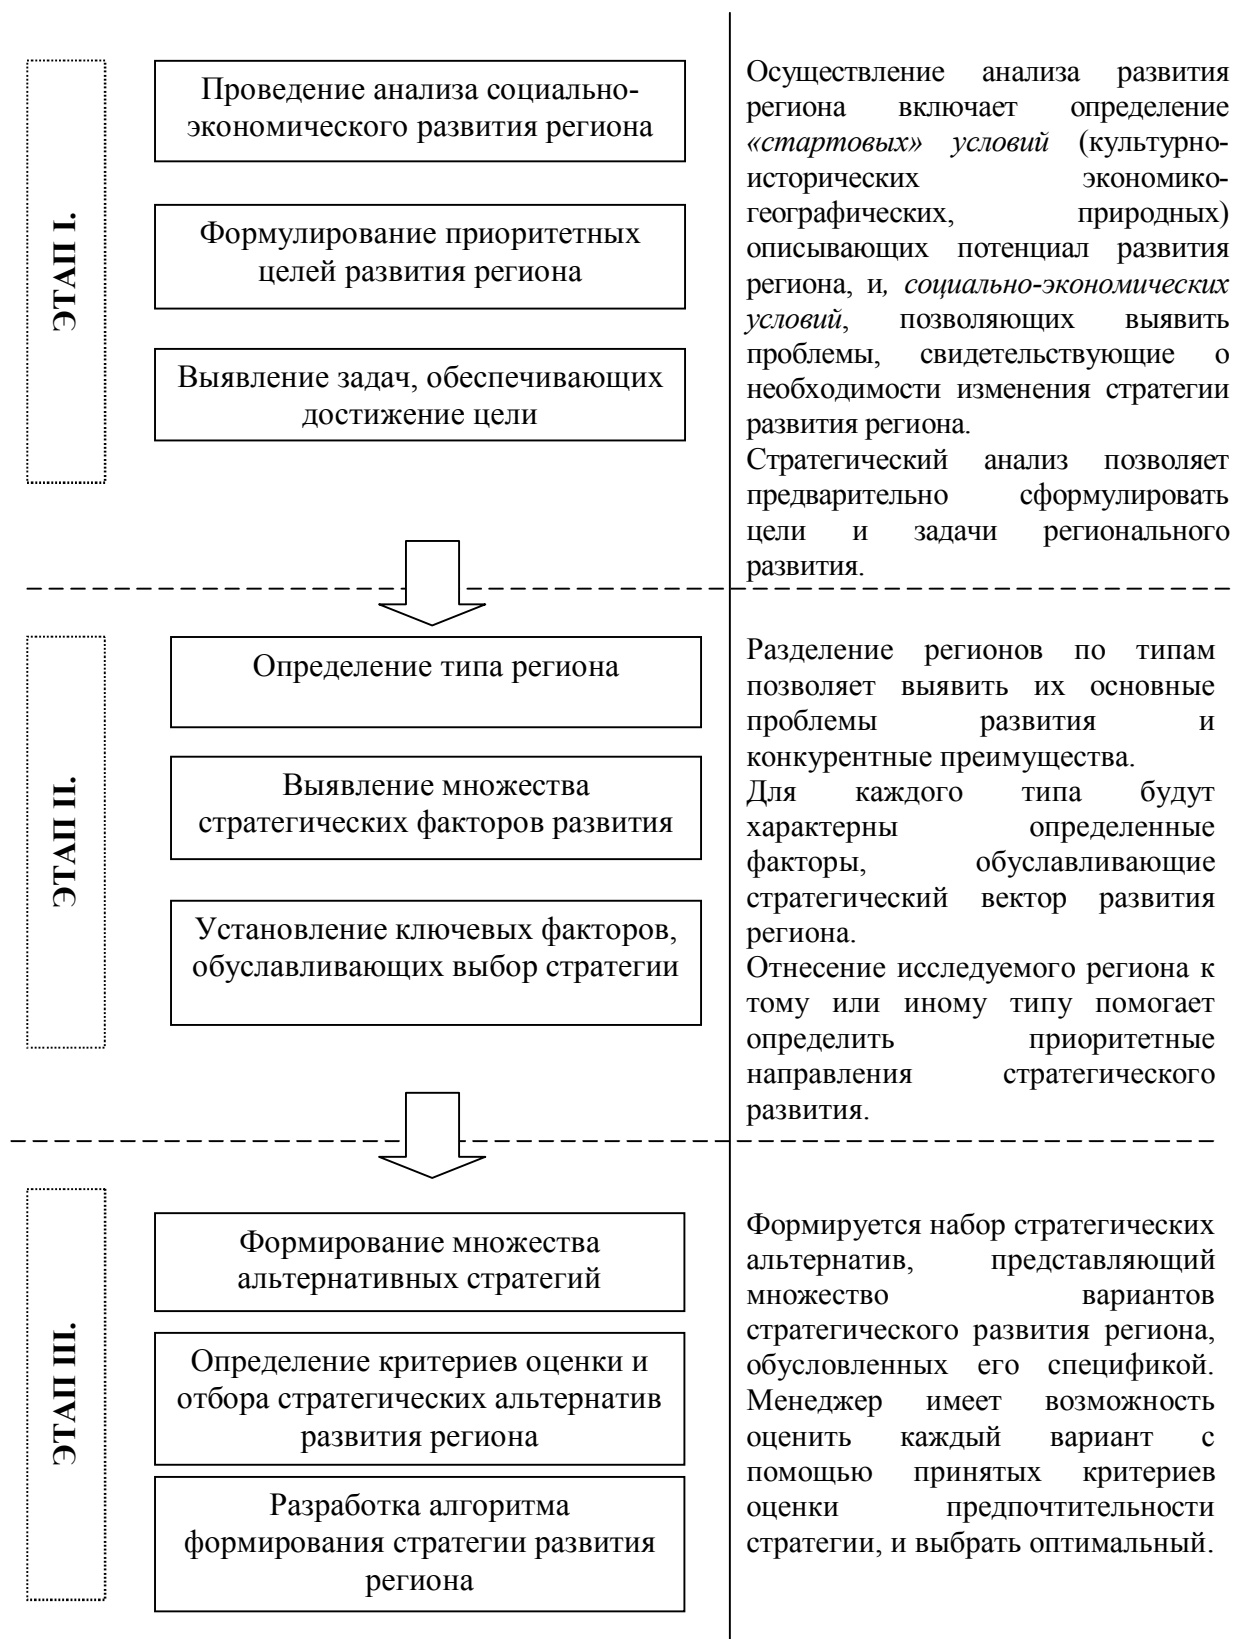 ЭТАП I.
Проведение анализа социально-
экономического развития региона
Формулирование приоритетных
целей развития региона
Выявление задач, обеспечивающих
достижение цели
Осуществление анализа развития
региона включает определение
«стартовых» условий (культурно-
исторических экономико-
географических, природных)
описывающих потенциал развития
региона, и, социально-экономических
условий, позволяющих выявить
проблемы, свидетельствующие о
необходимости изменения стратегии
развития региона.
Стратегический анализ позволяет
предварительно сформулировать
цели и задачи регионального
развития.
ЭТАП II.
Определение типа региона
Выявление множества
стратегических факторов развития
Установление ключевых факторов,
обуславливающих выбор стратегии
Разделение регионов по типам
позволяет выявить их основные
проблемы развития и
конкурентные преимущества.
Для каждого типа будут
характерны определенные
факторы, обуславливающие
стратегический вектор развития
региона.
Отнесение исследуемого региона к
тому или иному типу помогает
определить приоритетные
направления стратегического
развития.
ЭТАП III.
Формирование множества
альтернативных стратегий
Определение критериев оценки и
отбора стратегических альтернатив
развития региона
Разработка алгоритма
формирования стратегии развития
региона
Формируется набор стратегических
альтернатив, представляющий
множество вариантов
стратегического развития региона,
обусловленных его спецификой.
Менеджер имеет возможность
оценить каждый вариант с
помощью принятых критериев
оценки предпочтительности
стратегии, и выбрать оптимальный.